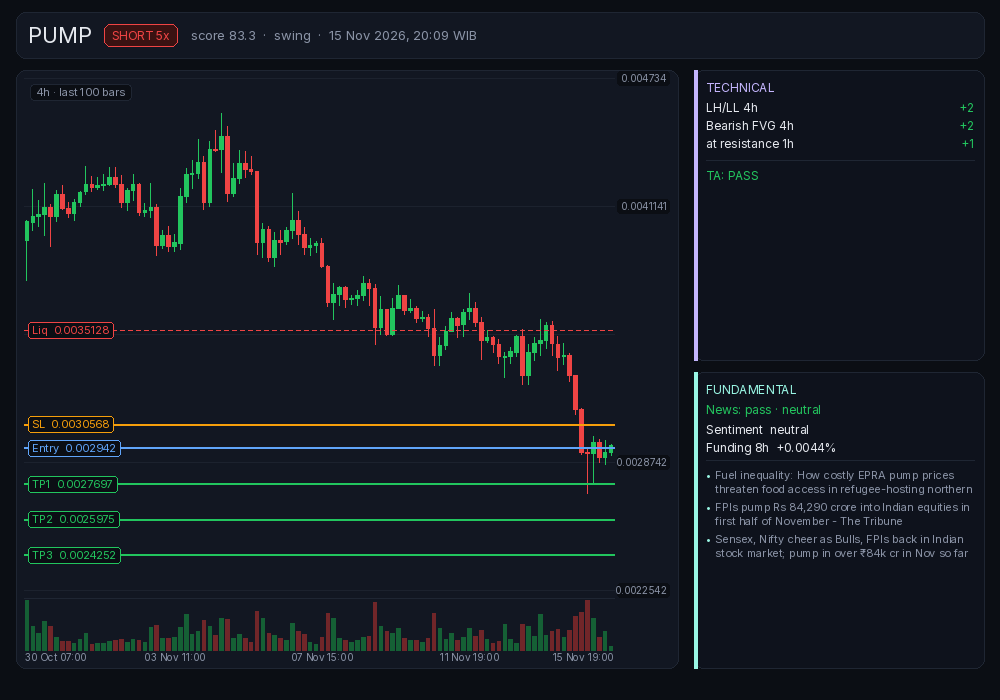 PUMP SHORT 5x score 83.3 · swing · 15 Nov 2026, 20:09 WIB
4h · last 100 bars
0.004734
0.0041141
Liq 0.0035128
SL 0.0030568
Entry 0.002942
0.0028742
TP1 0.0027697
TP2 0.0025975
TP3 0.0024252
0.0022542
30 Oct 07:00 03 Nov 11:00 07 Nov 15:00 11 Nov 19:00 15 Nov 19:00
TECHNICAL
LH/LL 4h +2
Bearish FVG 4h +2
at resistance 1h +1
TA: PASS
FUNDAMENTAL
News: pass · neutral
Sentiment neutral
Funding 8h +0.0044%
• Fuel inequality: How costly EPRA pump prices
threaten food access in refugee-hosting northern
• FPIs pump Rs 84,290 crore into Indian equities in
first half of November - The Tribune
• Sensex, Nifty cheer as Bulls, FPIs back in Indian
stock market; pump in over ₹84k cr in Nov so far